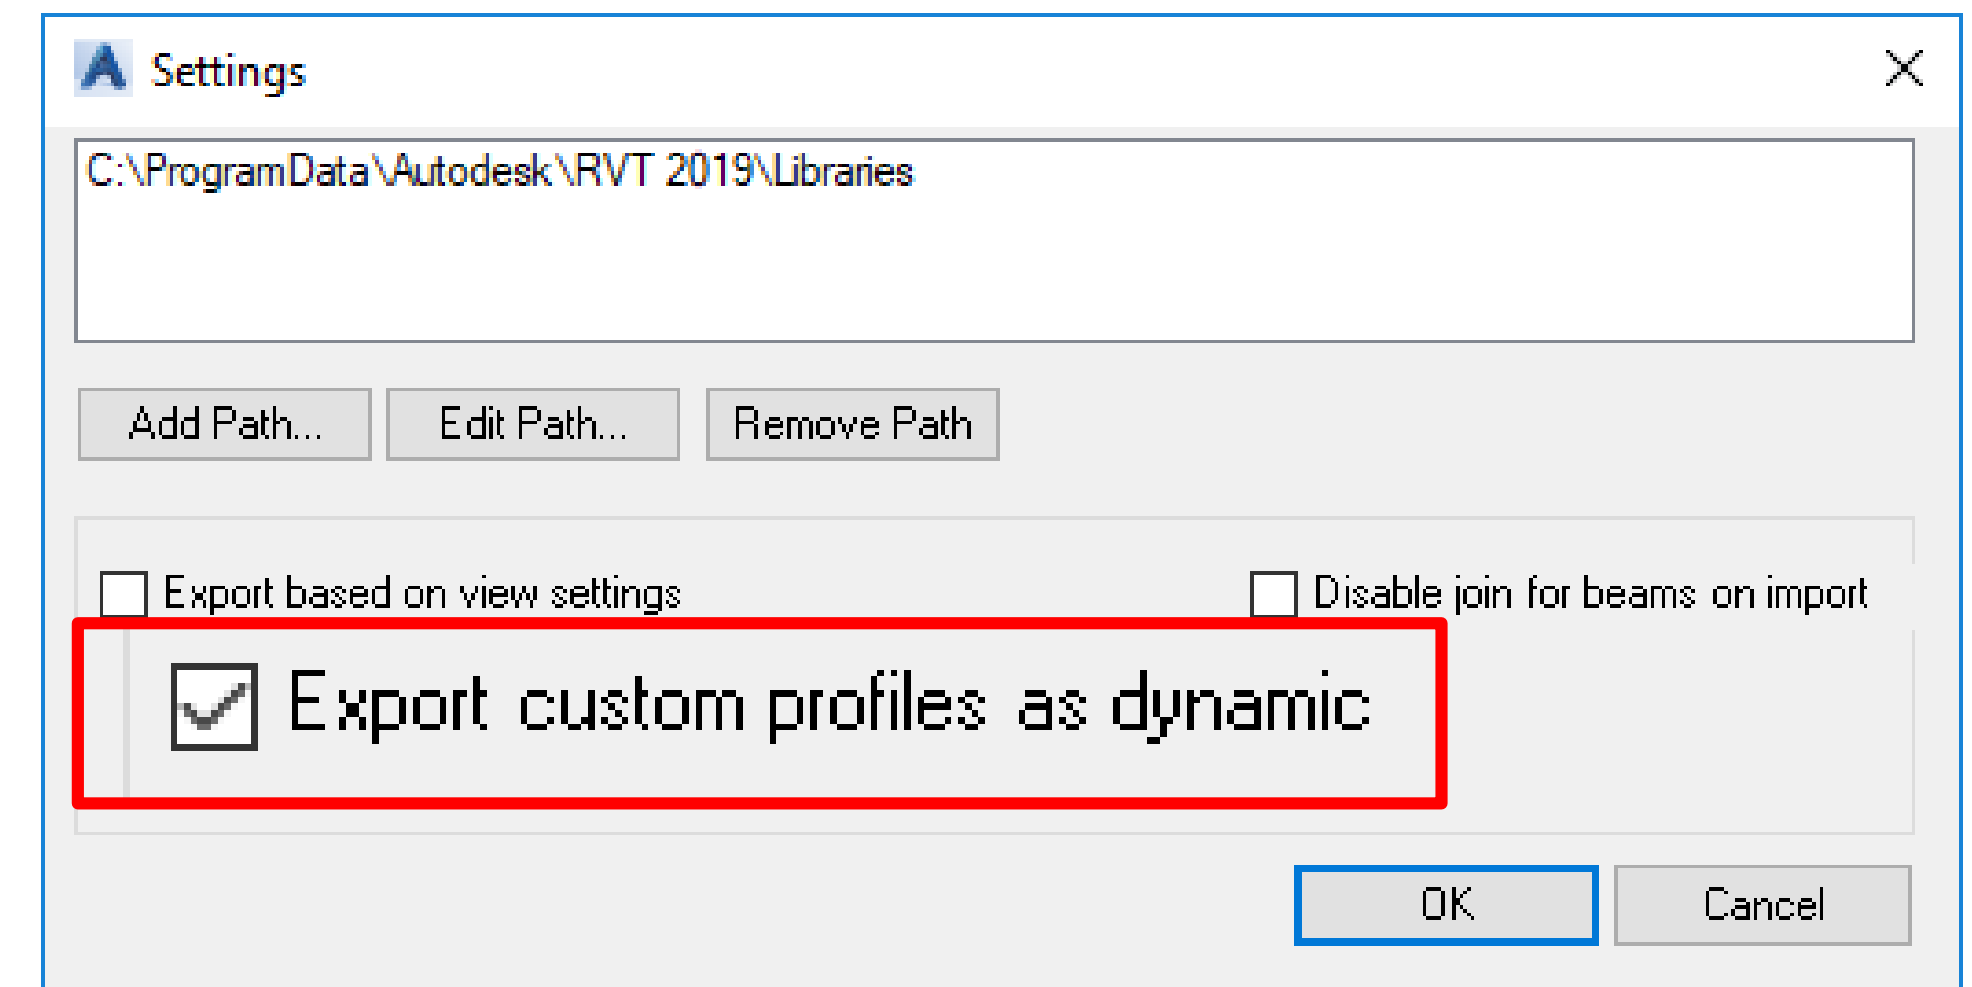 Settings
C:\ProgramData\Autodesk\RVT 2019\Libraries
Add Path... Edit Path... Remove Path
Export based on view settings Disable join for beams on import
Export custom profiles as dynamic
OK Cancel